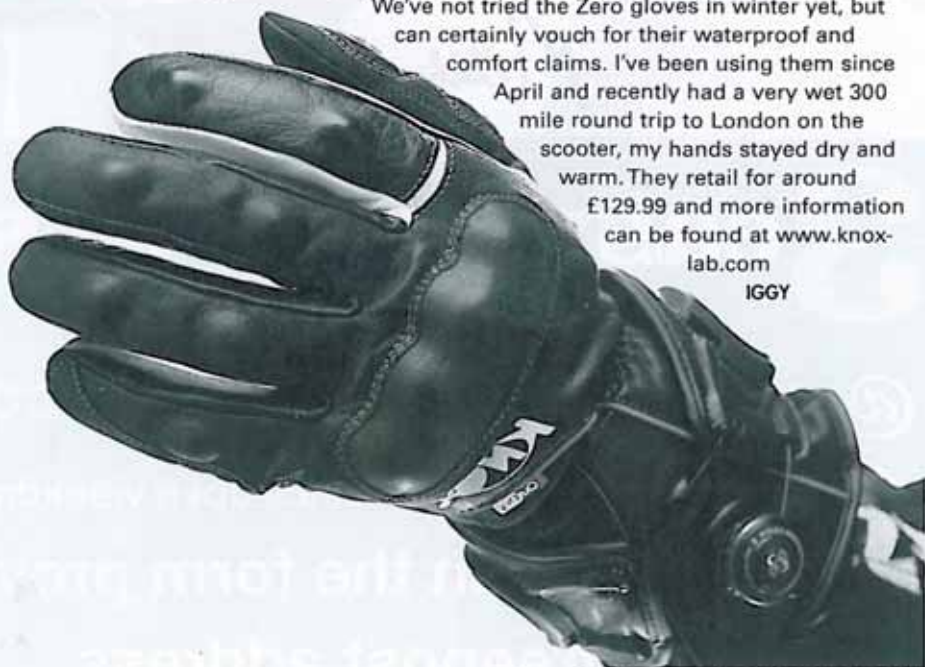 We've not tried the Zero gloves in winter yet, but
can certainly vouch for their waterproof and
comfort claims. I've been using them since
April and recently had a very wet 300
mile round trip to London on the
scooter, my hands stayed dry and
warm. They retail for around
£129.99 and more information
can be found at www.knox-
lab.com
IGGY
KNOX